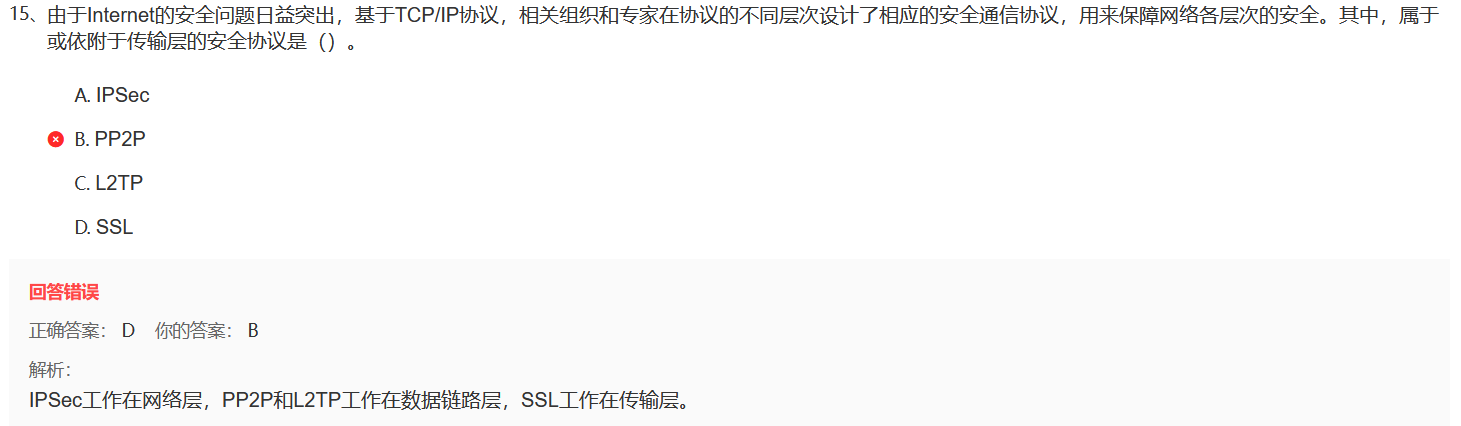 15、由于Internet的安全问题日益突出，基于TCP/IP协议，相关组织和专家在协议的不同层次设计了相应的安全通信协议，用来保障网络各层次的安全。其中，属于
或依附于传输层的安全协议是（）。
A. IPSec
B. PP2P
C. L2TP
D. SSL
回答错误
正确答案： D 你的答案： B
解析：
IPSec工作在网络层，PP2P和L2TP工作在数据链路层，SSL工作在传输层。